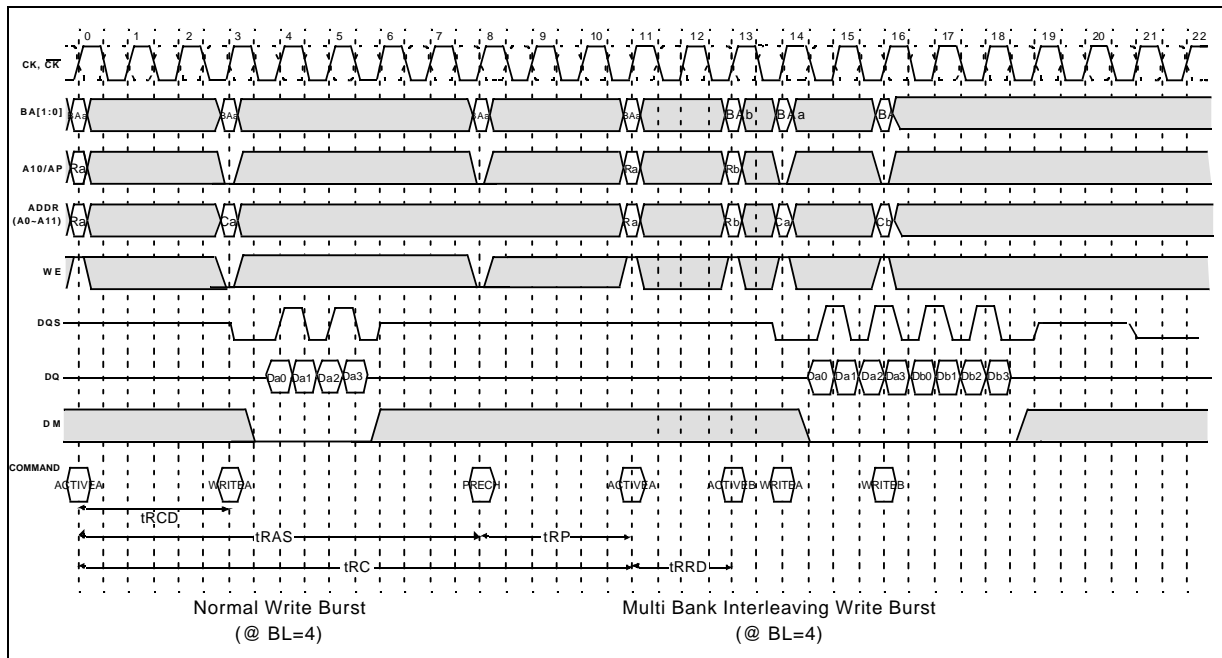 0 1 2 3 4 5 6 7 8 9 10 11 12 13 14 15 16 17 18 19 20 21 22
CK, CK
BA[1:0] BAa BAa BAa BAa BAb BAa BA
A10/AP Ra Ra Rb
ADDR
(A0~A11) Ra Ca Ra Rb Ca Cb
WE
DQS
DQ Da0 Da1 Da2 Da3 Da0 Da1 Da2 Da3 Db0 Db1 Db2 Db3
DM
COMMAND
ACTIVEA WRITEA PRECH ACTIVEA ACTIVEB WRITEA WRITEB
tRCD
tRAS tRP
tRC tRRD
Normal Write Burst Multi Bank Interleaving Write Burst
(@ BL=4) (@ BL=4)